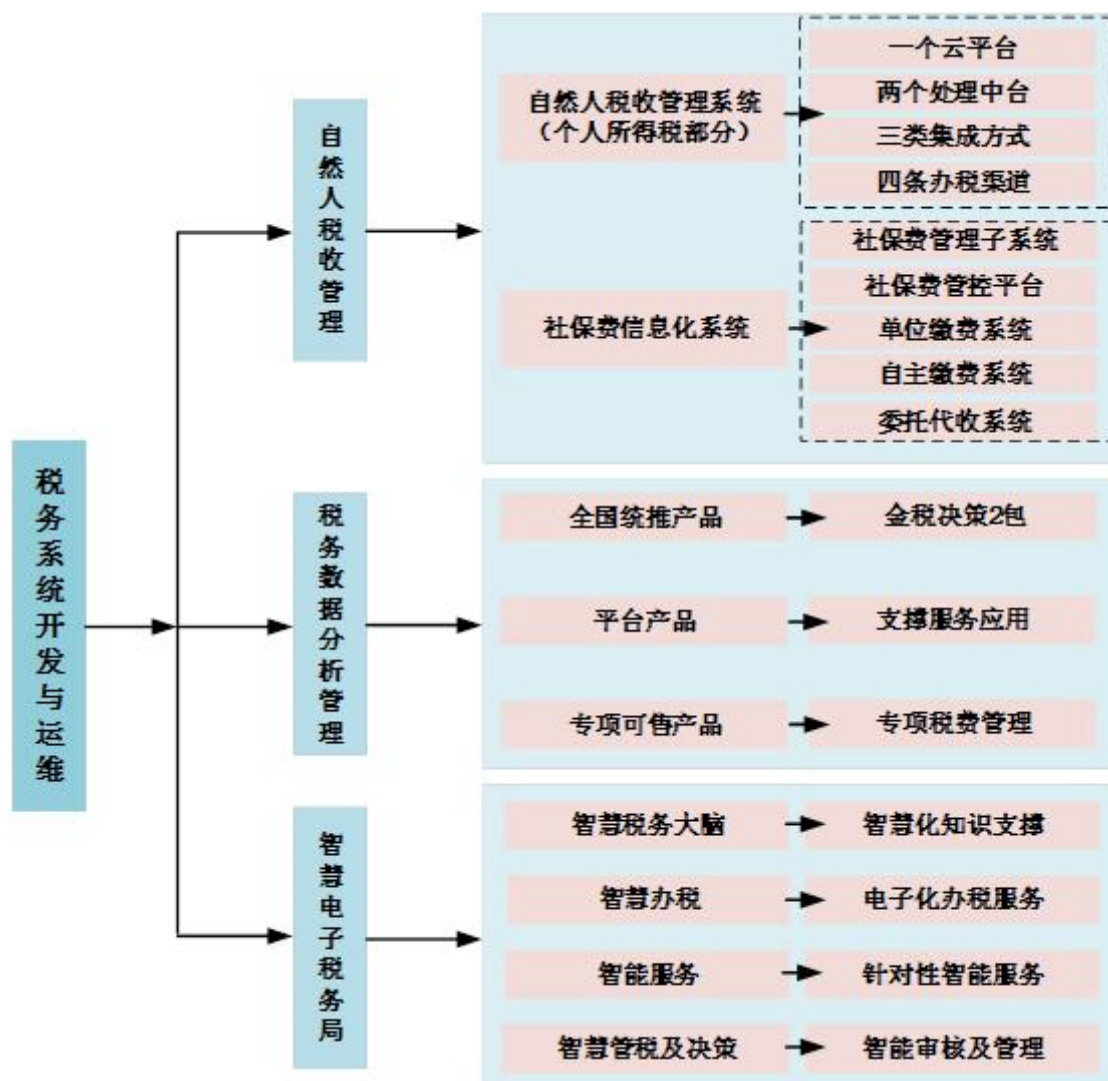 税务系统开发与运维
自然人税收管理
自然人税收管理系统
（个人所得税部分）
一个云平台
两个处理中台
三类集成方式
四条办税渠道
社保费信息化系统
社保费管理子系统
社保费管控平台
单位缴费系统
自主缴费系统
委托代收系统
税务数据分析管理
全国统推产品
金税决策2包
平台产品
支撑服务应用
专项可售产品
专项税费管理
智慧电子税务局
智慧税务大脑
智慧化知识支撑
智慧办税
电子化办税服务
智能服务
针对性智能服务
智慧管税及决策
智能审核及管理